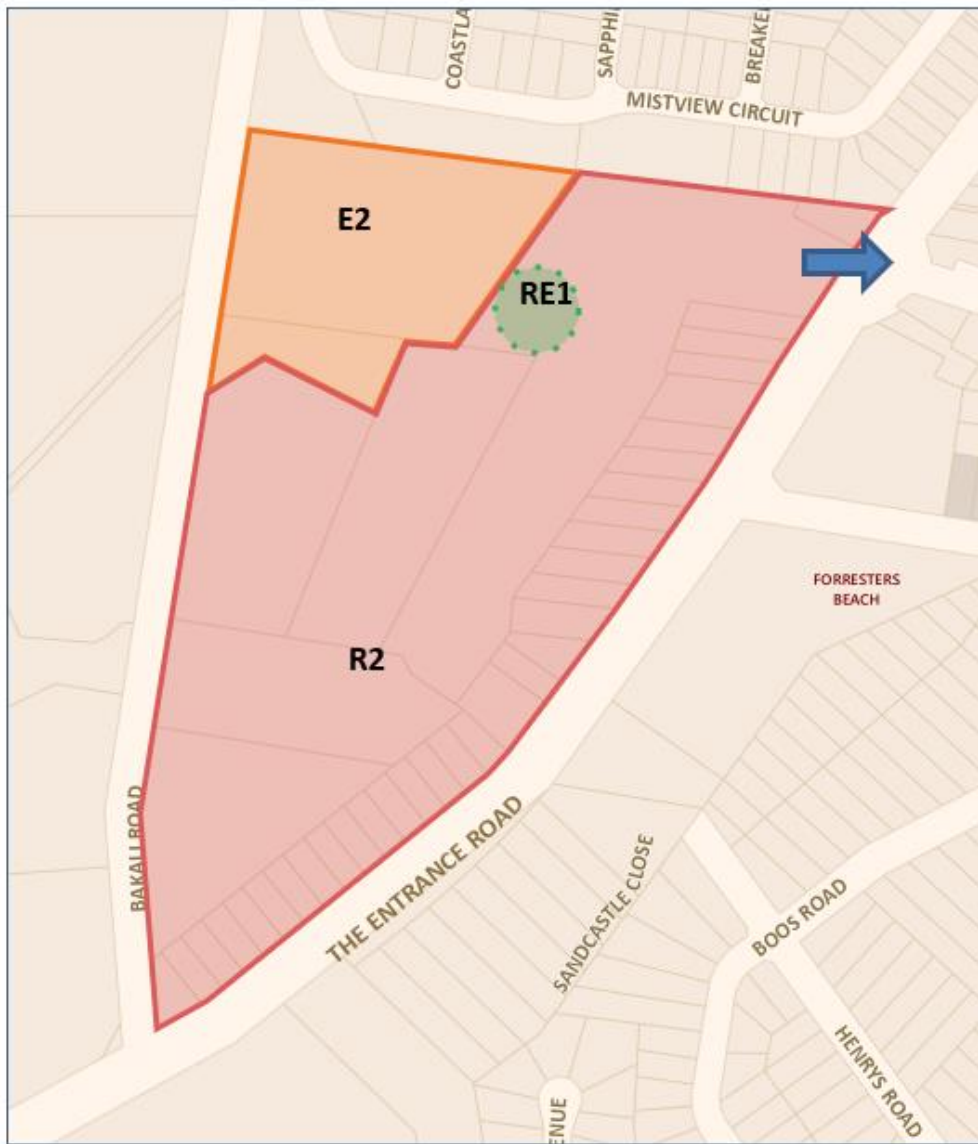 COASTLA
SAPPHI
BREAKE
MISTVIEW CIRCUIT
E2
RE1
FORRESTERS
BEACH
R2
BAKALI ROAD
THE ENTRANCE ROAD
SANDCASTLE CLOSE
BOOS ROAD
HENRYS ROAD
ENUE